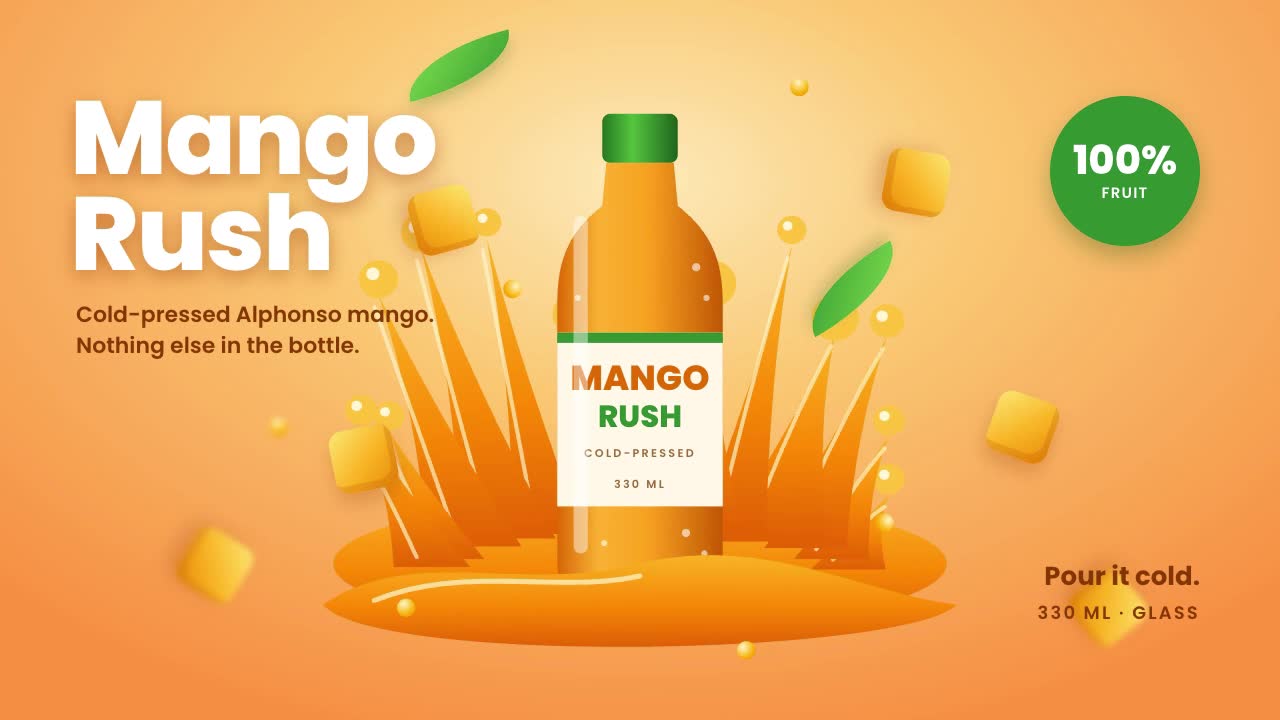 Mango
Rush
Cold-pressed Alphonso mango.
Nothing else in the bottle.
100%
FRUIT
MANGO
RUSH
COLD-PRESSED
330 ML
Pour it cold.
330 ML · GLASS